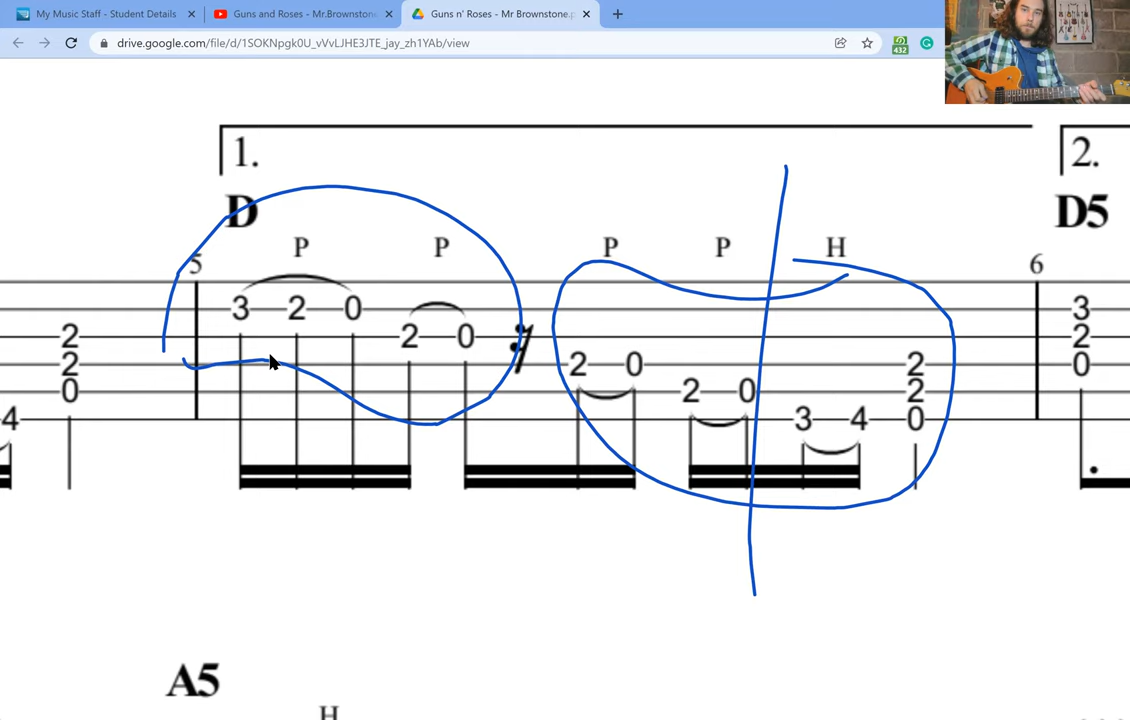 My Music Staff - Student Details
Guns and Roses - Mr.Brownstone
Guns n' Roses - Mr Brownstone.p
drive.google.com/file/d/1SOKNpgk0U_vVvLJHE3JTE_jay_zh1YAb/view
432
1. 2.
D D5
P P P P H
5 6
3 2 0 3
2 2 0 2
2 2 0 2 0
0 2 0 2
4 3 4 0
A5
H